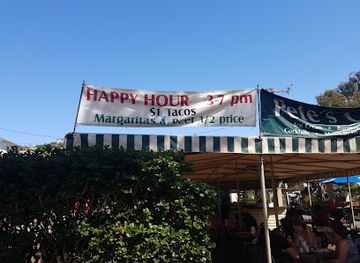 HAPPY HOUR 3-7 pm
$1 TACOS
Margaritas & Beer 1/2 price
Pete's